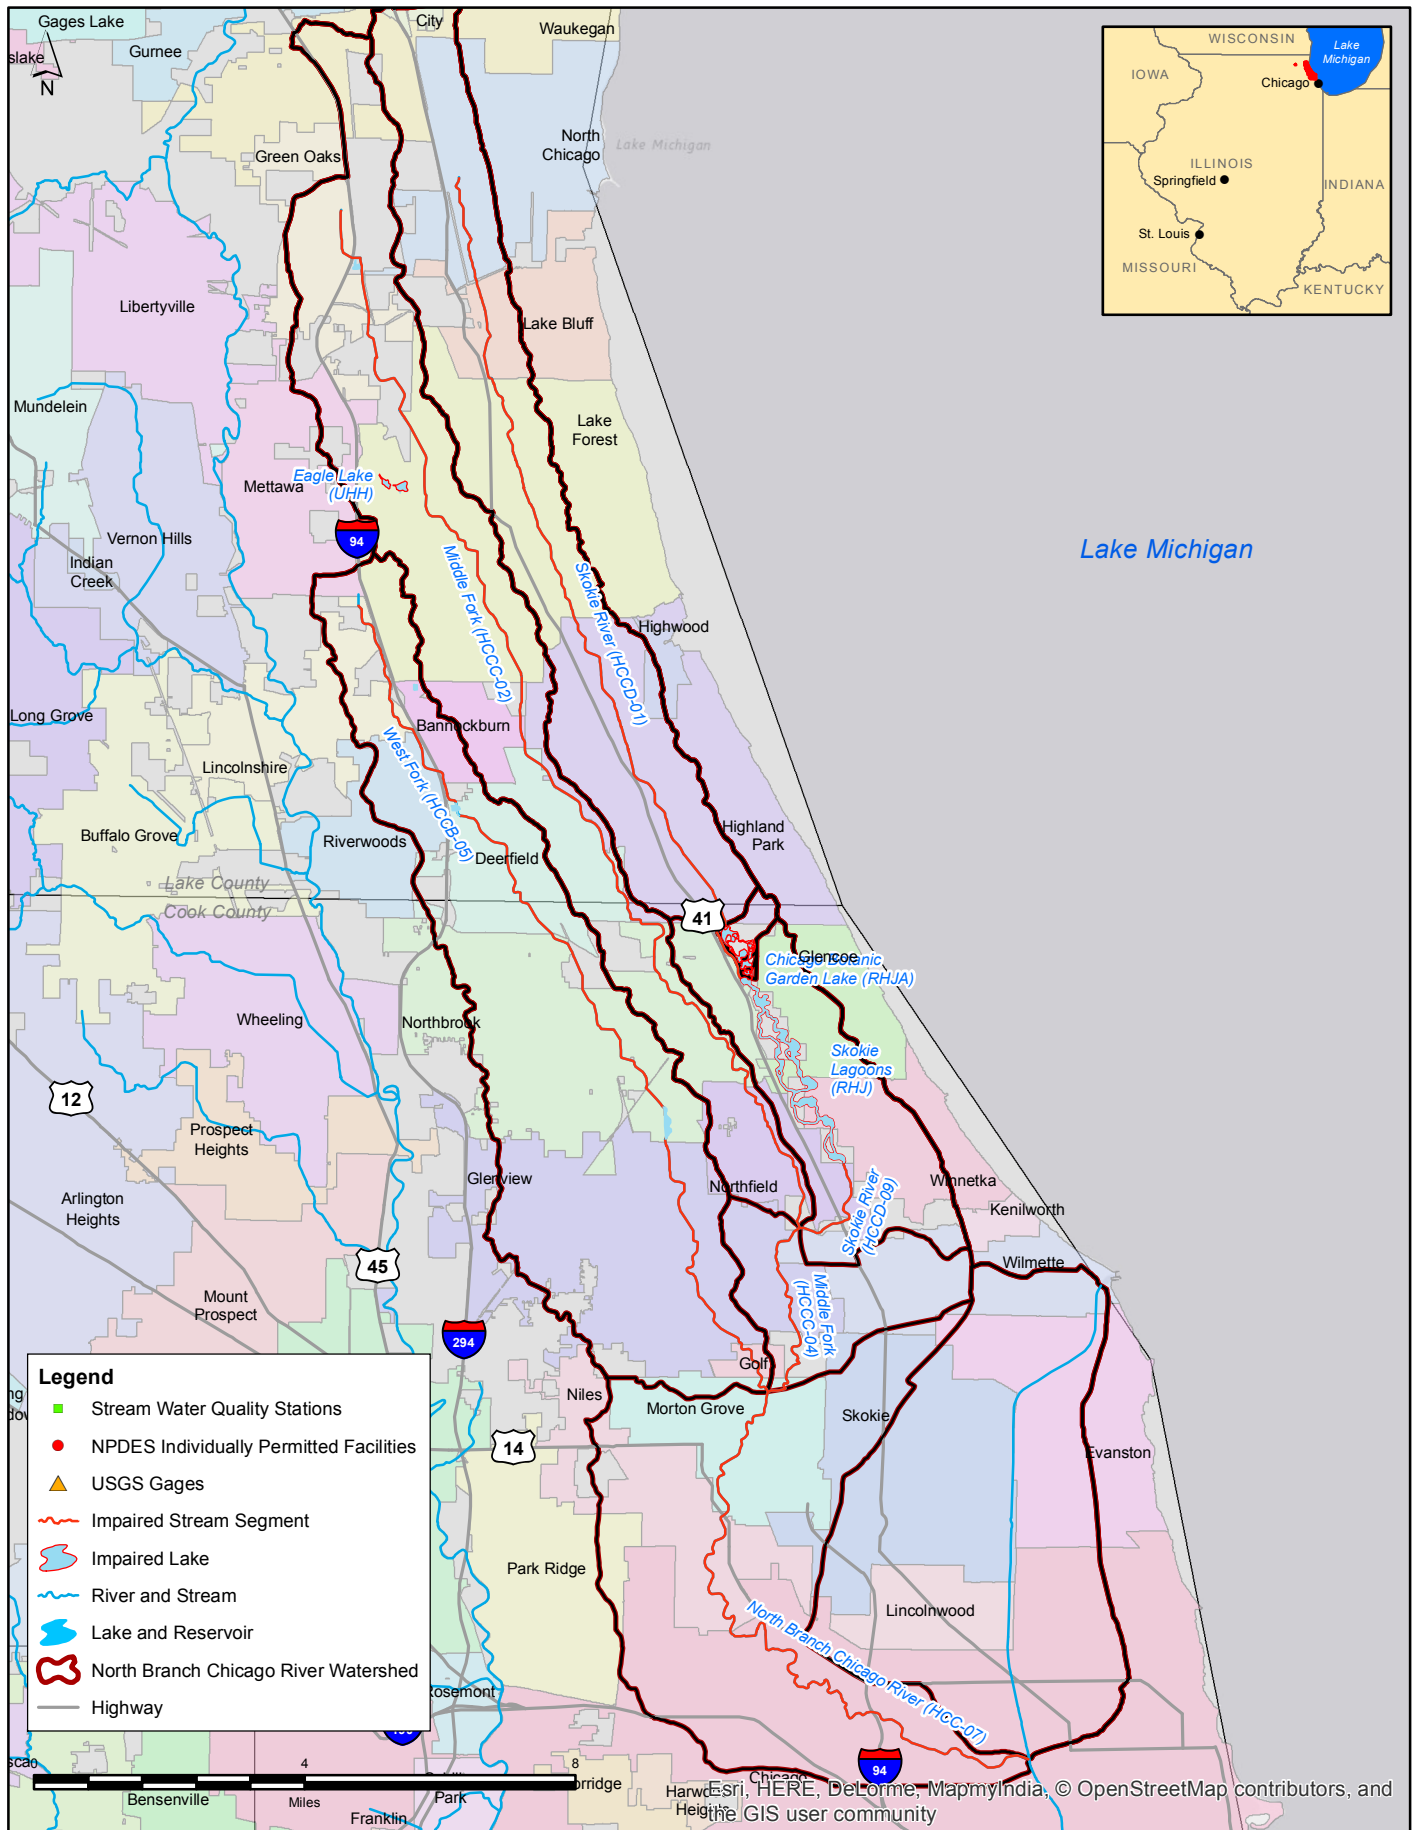 Gages Lake
City
Waukegan
Gurnee
slake
N
North
Chicago
Lake Michigan
Green Oaks
WISCONSIN
Lake
Michigan
IOWA
Chicago
ILLINOIS
Springfield
INDIANA
St. Louis
MISSOURI
KENTUCKY
Libertyville
Lake Bluff
Mundelein
Lake
Forest
Eagle Lake
(UHH)
Mettawa
94
Vernon Hills
Indian
Creek
Lake Michigan
Middle Fork (HCCC-02)
Skokie River (HCCD-01)
Highwood
Long Grove
Bannockburn
West Fork (HCCB-05)
Lincolnshire
Buffalo Grove
Riverwoods
Deerfield
Highland
Park
Lake County
Cook County
41
Glencoe
Chicago Botanic
Garden Lake (RHJA)
Wheeling
Northbrook
Skokie
Lagoons
(RHJ)
12
Prospect
Heights
Arlington
Heights
Glenview
Northfield
Winnetka
Kenilworth
Skokie River
(HCCD-09)
Wilmette
45
Mount
Prospect
Middle Fork
(HCCC-04)
294
Golf
Niles
Morton Grove
Skokie
14
Evanston
Park Ridge
Lincolnwood
North Branch Chicago River (HCC-07)
Legend
Stream Water Quality Stations
NPDES Individually Permitted Facilities
USGS Gages
Impaired Stream Segment
Impaired Lake
River and Stream
Lake and Reservoir
North Branch Chicago River Watershed
Highway
Rosemont
94
0 4 8
Miles
Bensenville
Park
Franklin
orridge
Harwood
Heights
Chicago
Esri, HERE, DeLorme, MapmyIndia, © OpenStreetMap contributors, and
the GIS user community